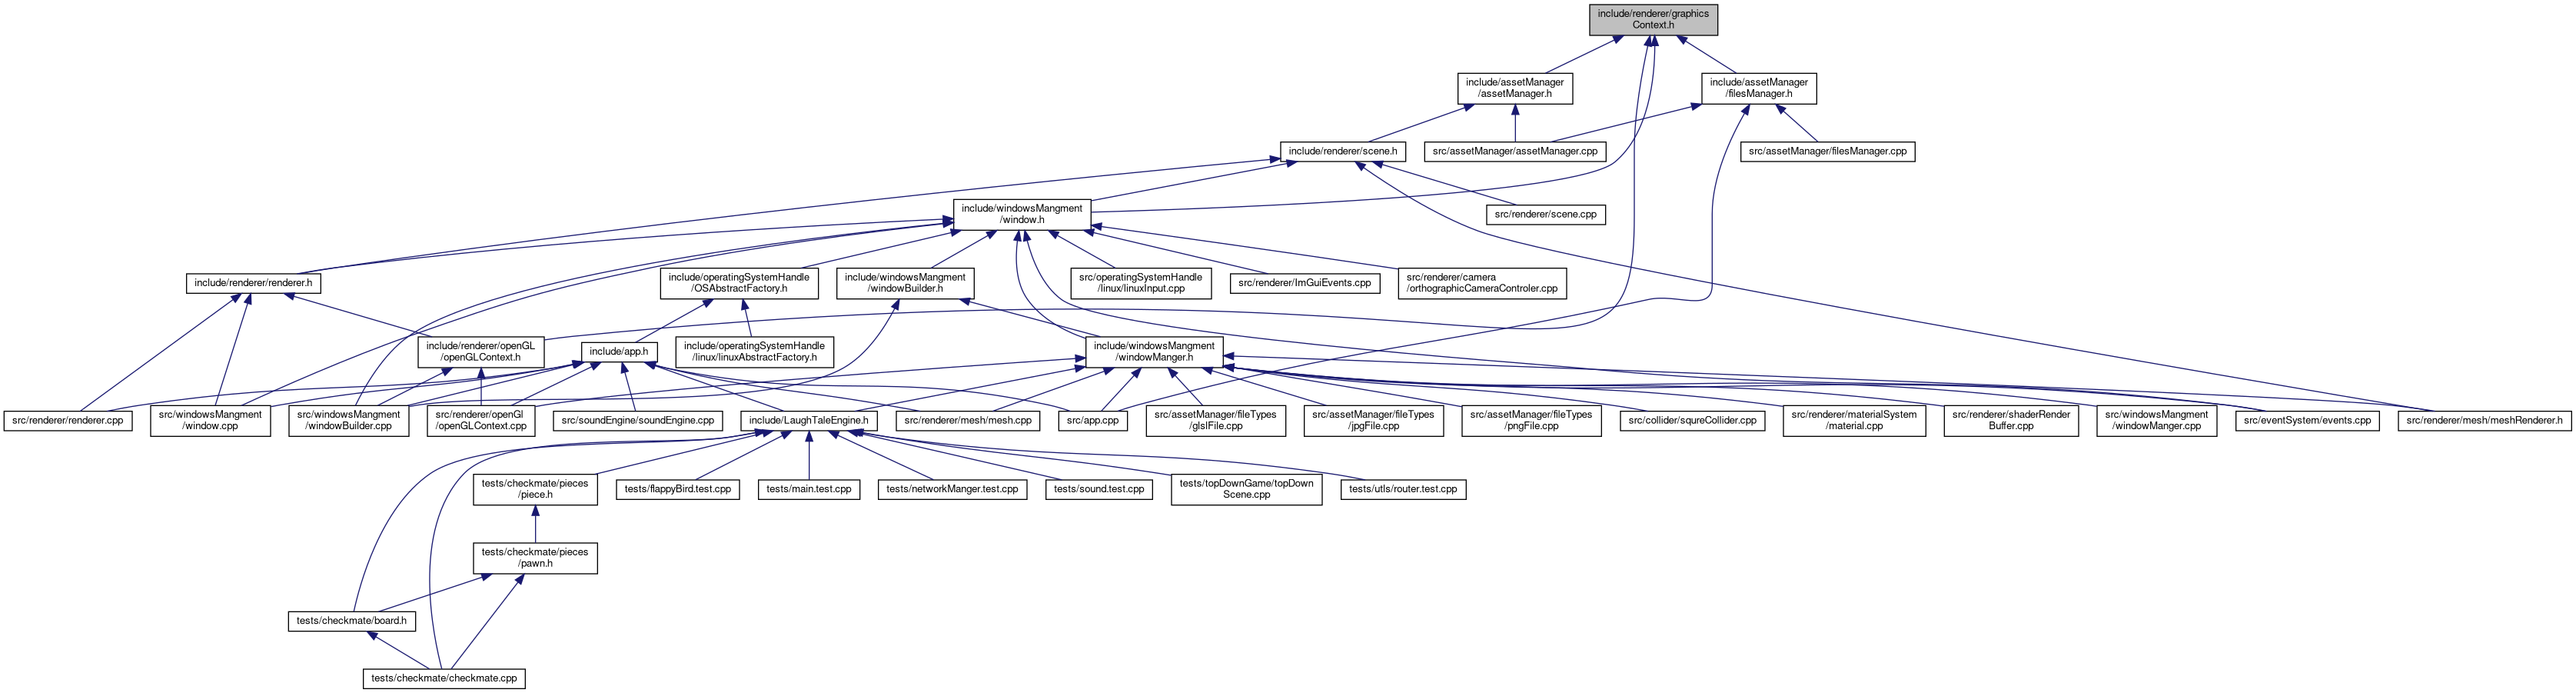 include/renderer/graphics
Context.h
include/assetManager
/assetManager.h
include/assetManager
/filesManager.h
include/renderer/scene.h
src/assetManager/assetManager.cpp
src/assetManager/filesManager.cpp
include/windowsMangment
/window.h
src/renderer/scene.cpp
include/renderer/renderer.h
include/operatingSystemHandle
/OSAbstractFactory.h
include/windowsMangment
/windowBuilder.h
src/operatingSystemHandle
/linux/linuxInput.cpp
src/renderer/ImGuiEvents.cpp
src/renderer/camera
/orthographicCameraControler.cpp
include/renderer/openGL
/openGLContext.h
include/app.h
include/operatingSystemHandle
/linux/linuxAbstractFactory.h
include/windowsMangment
/windowManger.h
src/renderer/renderer.cpp
src/windowsMangment
/window.cpp
src/windowsMangment
/windowBuilder.cpp
src/renderer/openGl
/openGLContext.cpp
src/soundEngine/soundEngine.cpp
include/LaughTaleEngine.h
src/renderer/mesh/mesh.cpp
src/app.cpp
src/assetManager/fileTypes
/glslFile.cpp
src/assetManager/fileTypes
/jpgFile.cpp
src/assetManager/fileTypes
/pngFile.cpp
src/collider/squreCollider.cpp
src/renderer/materialSystem
/material.cpp
src/renderer/shaderRender
Buffer.cpp
src/windowsMangment
/windowManger.cpp
src/eventSystem/events.cpp
src/renderer/mesh/meshRenderer.h
tests/checkmate/pieces
/piece.h
tests/flappyBird.test.cpp
tests/main.test.cpp
tests/networkManger.test.cpp
tests/sound.test.cpp
tests/topDownGame/topDown
Scene.cpp
tests/utls/router.test.cpp
tests/checkmate/pieces
/pawn.h
tests/checkmate/board.h
tests/checkmate/checkmate.cpp